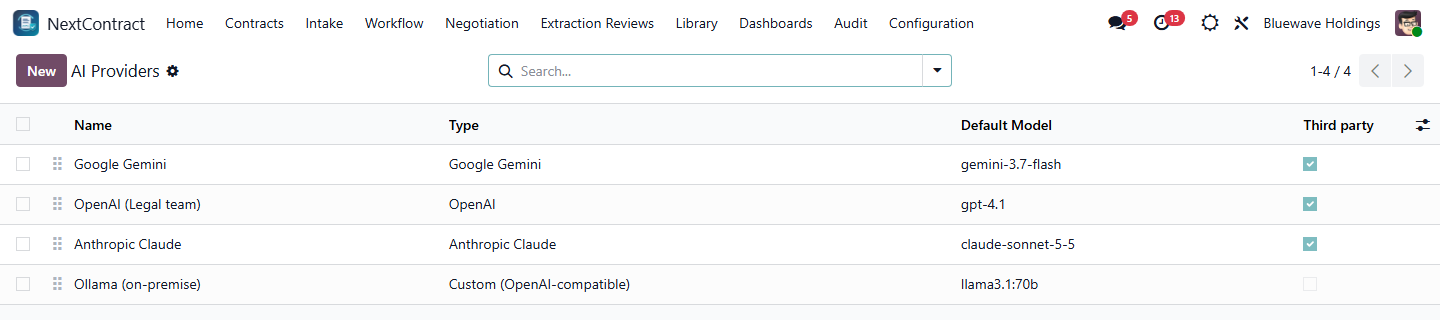 NextContract Home Contracts Intake Workflow Negotiation Extraction Reviews Library Dashboards Audit Configuration 5 13 Bluewave Holdings
New AI Providers Search... 1-4 / 4
Name Type Default Model Third party
Google Gemini Google Gemini gemini-3.7-flash
OpenAI (Legal team) OpenAI gpt-4.1
Anthropic Claude Anthropic Claude claude-sonnet-5-5
Ollama (on-premise) Custom (OpenAI-compatible) llama3.1:70b